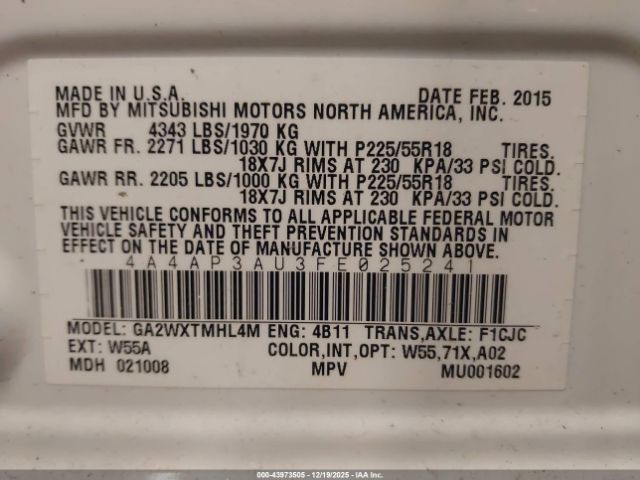 MADE IN U.S.A. DATE FEB. 2015
MFD BY MITSUBISHI MOTORS NORTH AMERICA, INC.
GVWR 4343 LBS/1970 KG
GAWR FR. 2271 LBS/1030 KG WITH P225/55R18 TIRES.
18X7J RIMS AT 230 KPA/33 PSI COLD.
GAWR RR. 2205 LBS/1000 KG WITH P225/55R18 TIRES.
18X7J RIMS AT 230 KPA/33 PSI COLD.
THIS VEHICLE CONFORMS TO ALL APPLICABLE FEDERAL MOTOR
VEHICLE SAFETY AND THEFT PREVENTION STANDARDS IN
EFFECT ON THE DATE OF MANUFACTURE SHOWN ABOVE.
4A4AP3AU3FE025241
MODEL: GA2WXTMHL4M ENG: 4B11 TRANS,AXLE: F1CJC
EXT: W55A COLOR,INT,OPT: W55,71X,A02
MDH 021008 MPV MU001602
© 43973505 - 12/19/2025 - IAA Inc.